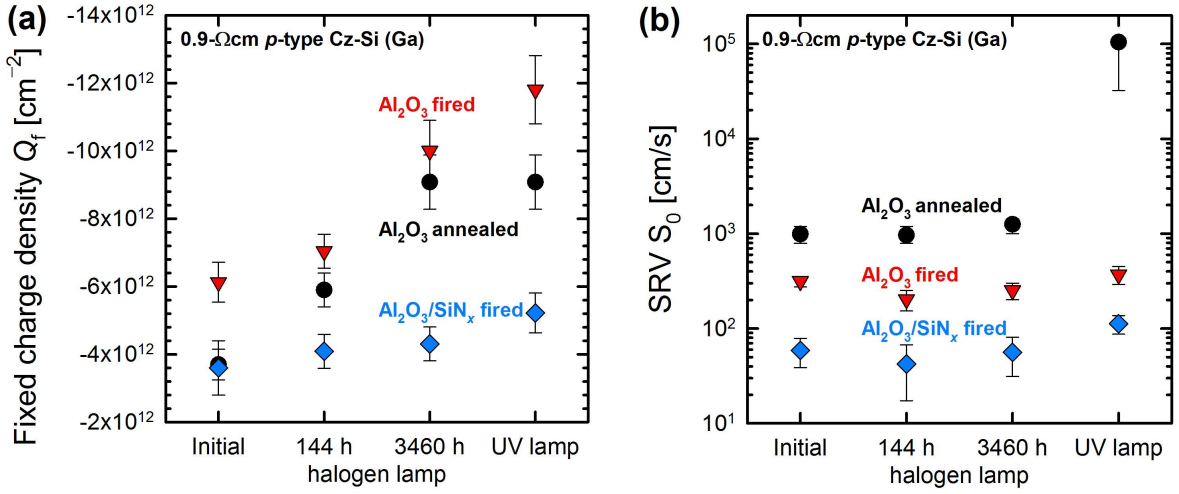 (a)
0.9-Ωcm p-type Cz-Si (Ga)
Fixed charge density Qf [cm−2]
-14x10^12
-12x10^12
-10x10^12
-8x10^12
-6x10^12
-4x10^12
-2x10^12
Al2O3 fired
Al2O3 annealed
Al2O3/SiNx fired
Initial
144 h
3460 h
UV lamp
halogen lamp
(b)
0.9-Ωcm p-type Cz-Si (Ga)
SRV S0 [cm/s]
10^5
10^4
10^3
10^2
10^1
Al2O3 annealed
Al2O3 fired
Al2O3/SiNx fired
Initial
144 h
3460 h
UV lamp
halogen lamp